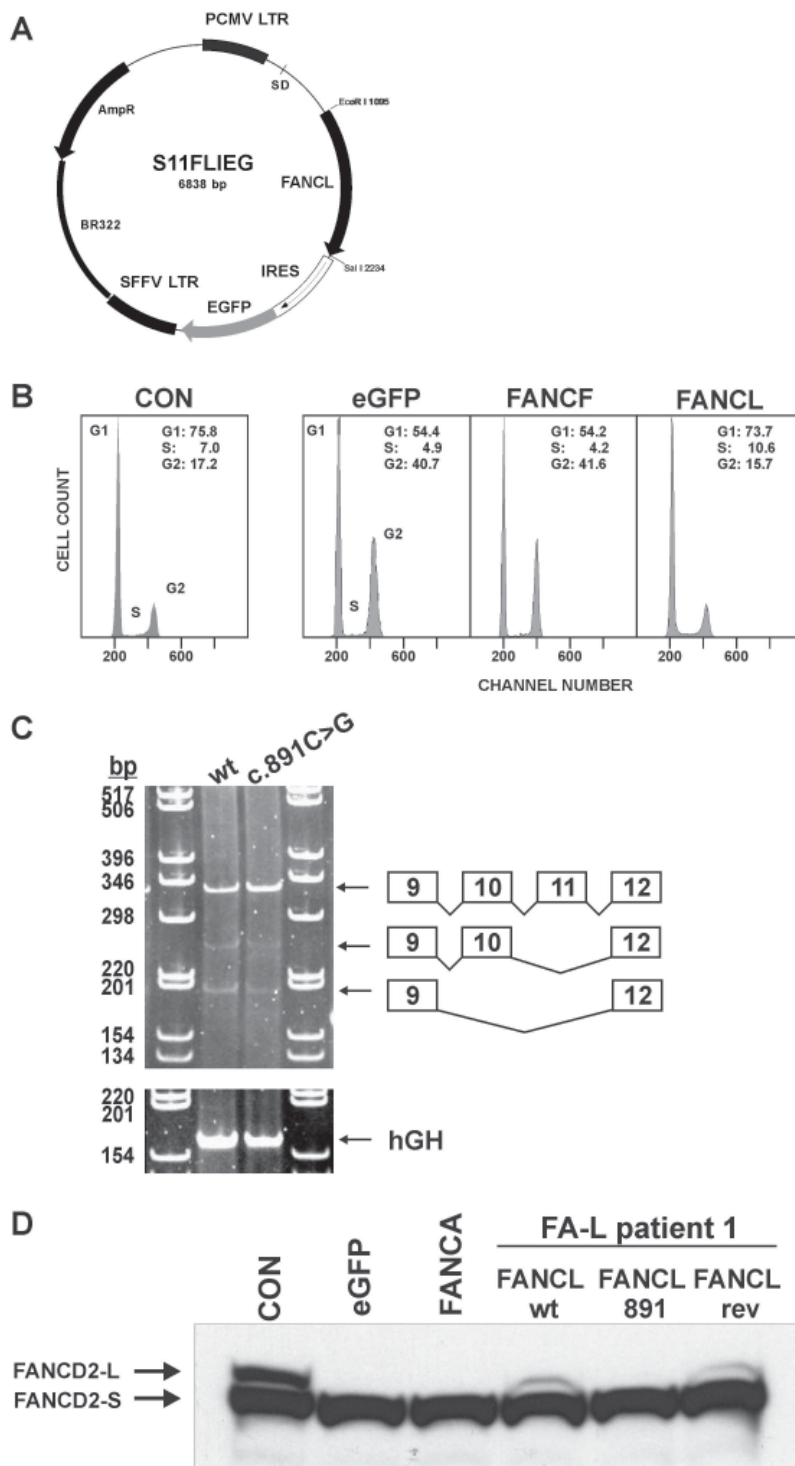 A
PCMV LTR
SD
EcoR I 1095
AmpR
S11FLIEG
6838 bp
FANCL
BR322
Sal I 2234
IRES
SFFV LTR
EGFP
B
CON
eGFP
FANCF
FANCL
G1
G1: 75.8
S: 7.0
G2: 17.2
G1
G1: 54.4
S: 4.9
G2: 40.7
G1: 54.2
S: 4.2
G2: 41.6
G1: 73.7
S: 10.6
G2: 15.7
CELL COUNT
S
G2
S
G2
200 600
200 600
200 600
200 600
CHANNEL NUMBER
C
bp
wt
c.891C>G
517
506
396
346
298
220
201
154
134
9 10 11 12
9 10 12
9 12
220
201
154
hGH
D
CON
eGFP
FANCA
FA-L patient 1
FANCL wt
FANCL 891
FANCL rev
FANCD2-L
FANCD2-S